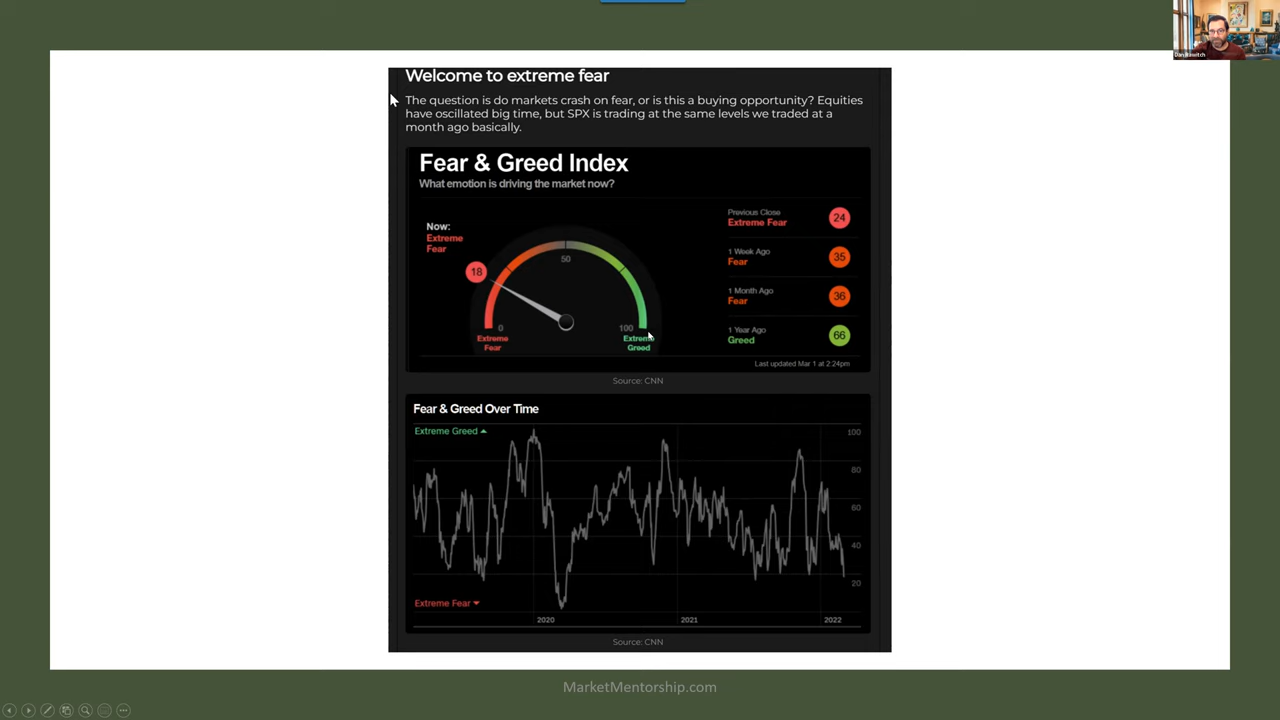 Welcome to extreme fear
The question is do markets crash on fear, or is this a buying opportunity? Equities
have oscillated big time, but SPX is trading at the same levels we traded at a
month ago basically.
Fear & Greed Index
What emotion is driving the market now?
Now:
Extreme
Fear
18
50
0
100
Extreme
Fear
Extreme
Greed
Previous Close
Extreme Fear
24
1 Week Ago
Fear
35
1 Month Ago
Fear
36
1 Year Ago
Greed
66
Last updated Mar 1 at 2:24pm
Source: CNN
Fear & Greed Over Time
Extreme Greed
100
80
60
40
20
Extreme Fear
2020
2021
2022
Source: CNN
MarketMentorship.com